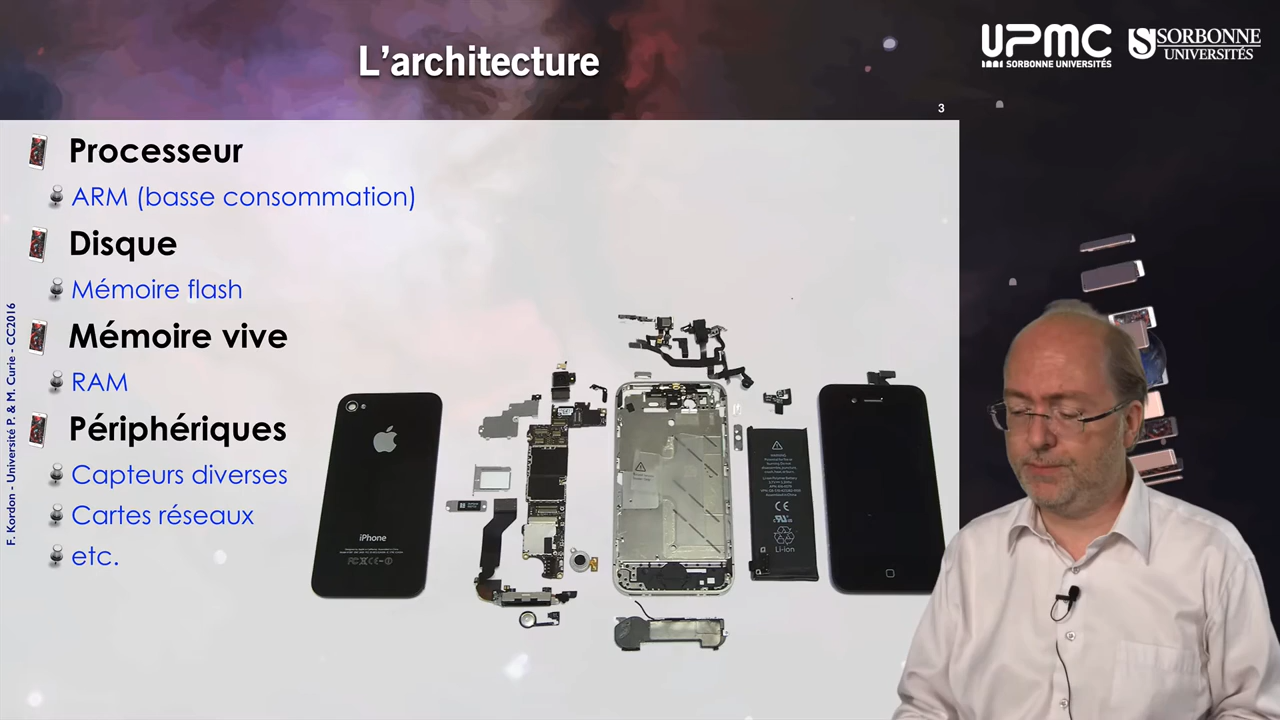 L'architecture
UPMC
SORBONNE UNIVERSITÉS
SORBONNE
UNIVERSITÉS
3
Processeur
ARM (basse consommation)
Disque
Mémoire flash
Mémoire vive
RAM
Périphériques
Capteurs diverses
Cartes réseaux
etc.
F. Kordon - Université P. & M. Curie - CC2016
iPhone
Li-ion